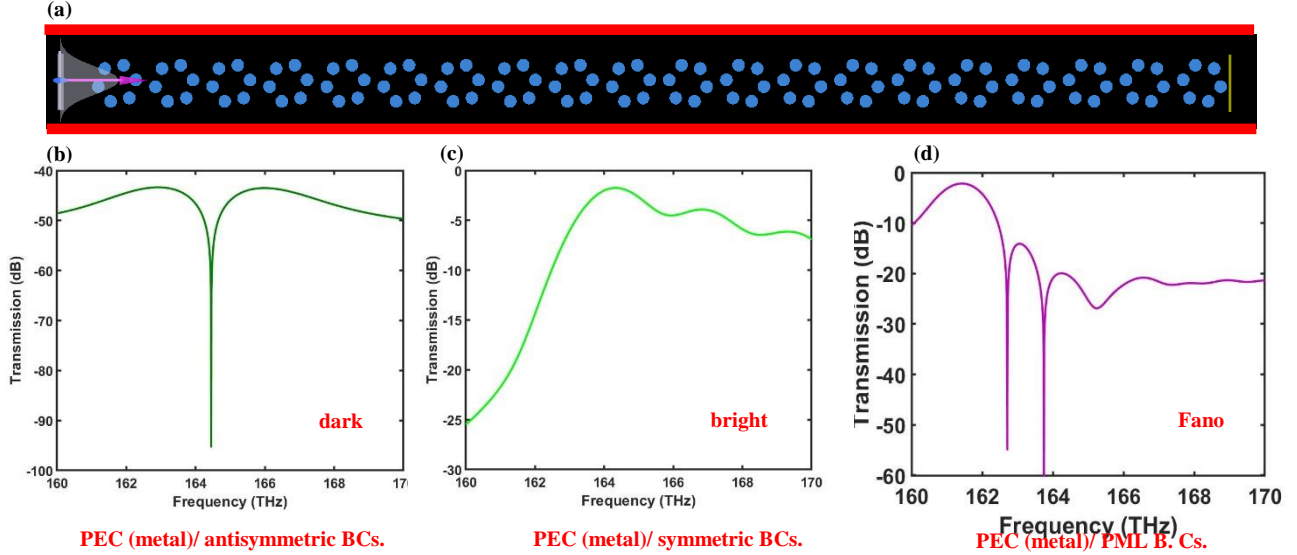 (a)
(b)
(c)
(d)
-40
-50
-60
-70
-80
-90
-100
160 162 164 166 168 170
Transmission (dB)
Frequency (THz)
dark
PEC (metal)/ antisymmetric BCs.
0
-5
-10
-15
-20
-25
-30
160 162 164 166 168 170
Transmission (dB)
Frequency (THz)
bright
PEC (metal)/ symmetric BCs.
0
-10
-20
-30
-40
-50
-60
160 162 164 166 168 170
Transmission (dB)
Frequency (THz)
Fano
PEC (metal)/ PML B. Cs.